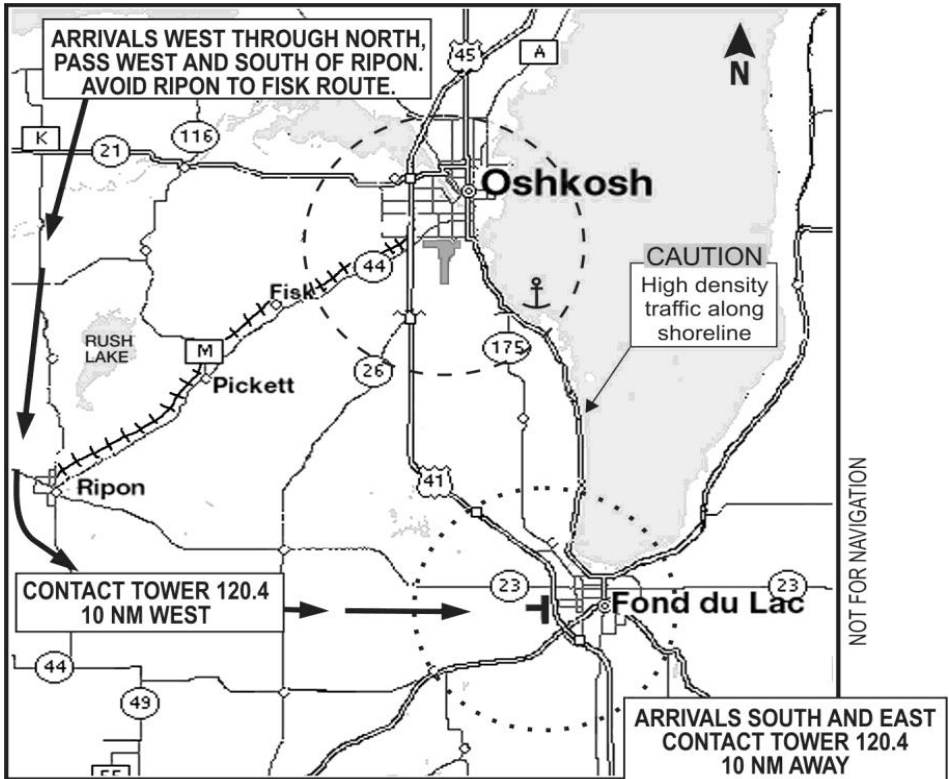 ARRIVALS WEST THROUGH NORTH,
PASS WEST AND SOUTH OF RIPON.
AVOID RIPON TO FISK ROUTE.
45
A
N
K
116
21
Oshkosh
CAUTION
High density
traffic along
shoreline
44
Fisk
RUSH
LAKE
M
175
26
Pickett
41
Ripon
NOT FOR NAVIGATION
CONTACT TOWER 120.4
10 NM WEST
23
23
Fond du Lac
44
49
ARRIVALS SOUTH AND EAST
CONTACT TOWER 120.4
10 NM AWAY